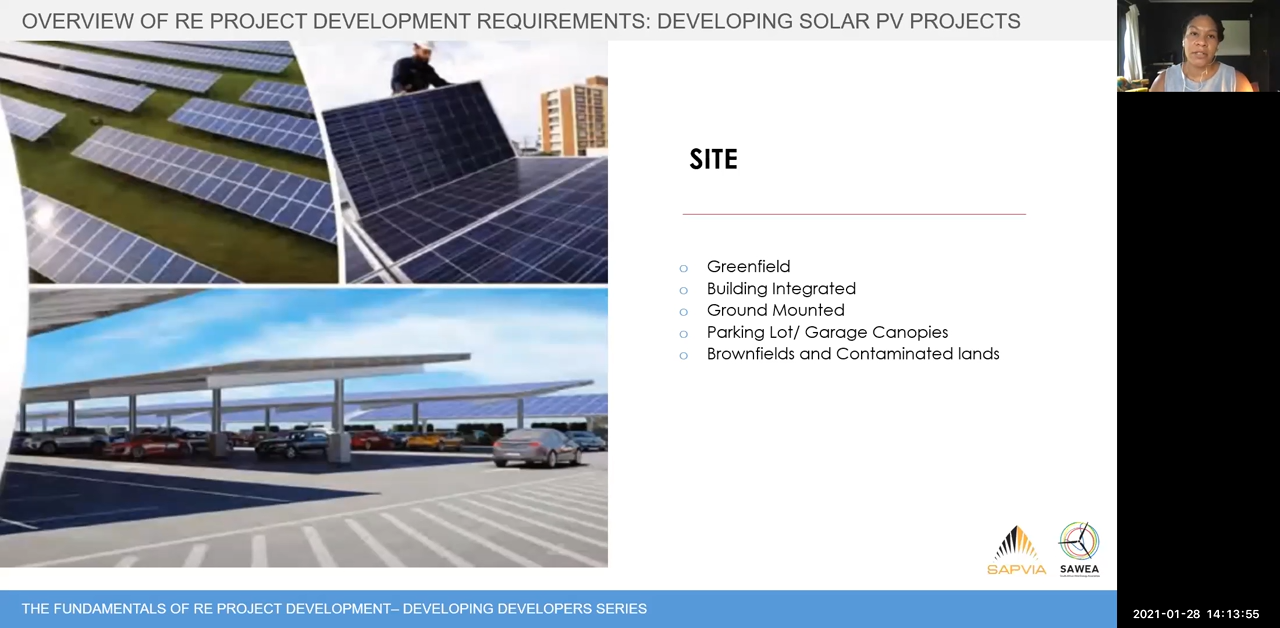 OVERVIEW OF RE PROJECT DEVELOPMENT REQUIREMENTS: DEVELOPING SOLAR PV PROJECTS
SITE
o Greenfield
o Building Integrated
o Ground Mounted
o Parking Lot/ Garage Canopies
o Brownfields and Contaminated lands
SAPVIA
SAWEA
THE FUNDAMENTALS OF RE PROJECT DEVELOPMENT– DEVELOPING DEVELOPERS SERIES
2021-01-28 14:13:55